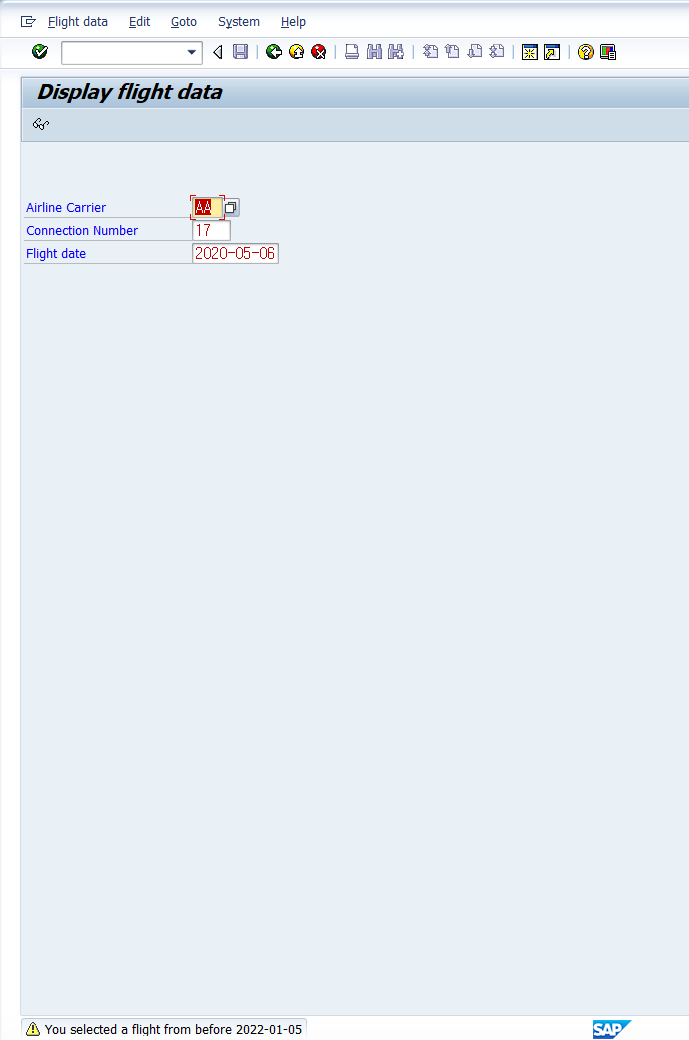 Flight data Edit Goto System Help
Display flight data
Airline Carrier AA
Connection Number 17
Flight date 2020-05-06
You selected a flight from before 2022-01-05
SAP